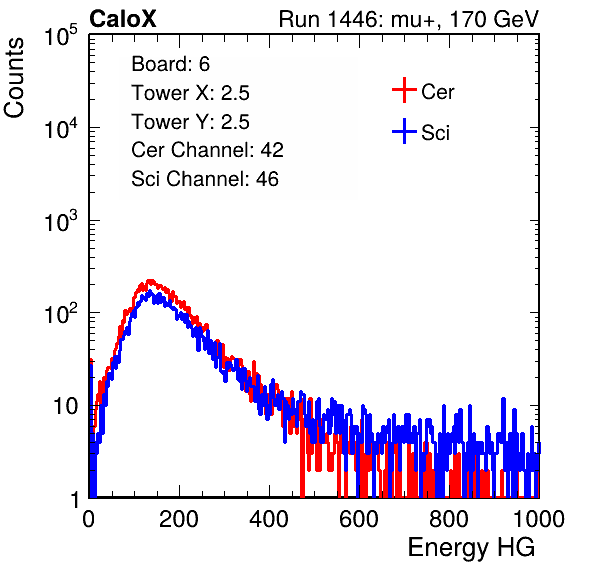 CaloX Run 1446: mu+, 170 GeV
Counts
Board: 6
Tower X: 2.5
Tower Y: 2.5
Cer Channel: 42
Sci Channel: 46
Cer
Sci
10^5
10^4
10^3
10^2
10
1
0 200 400 600 800 1000
Energy HG